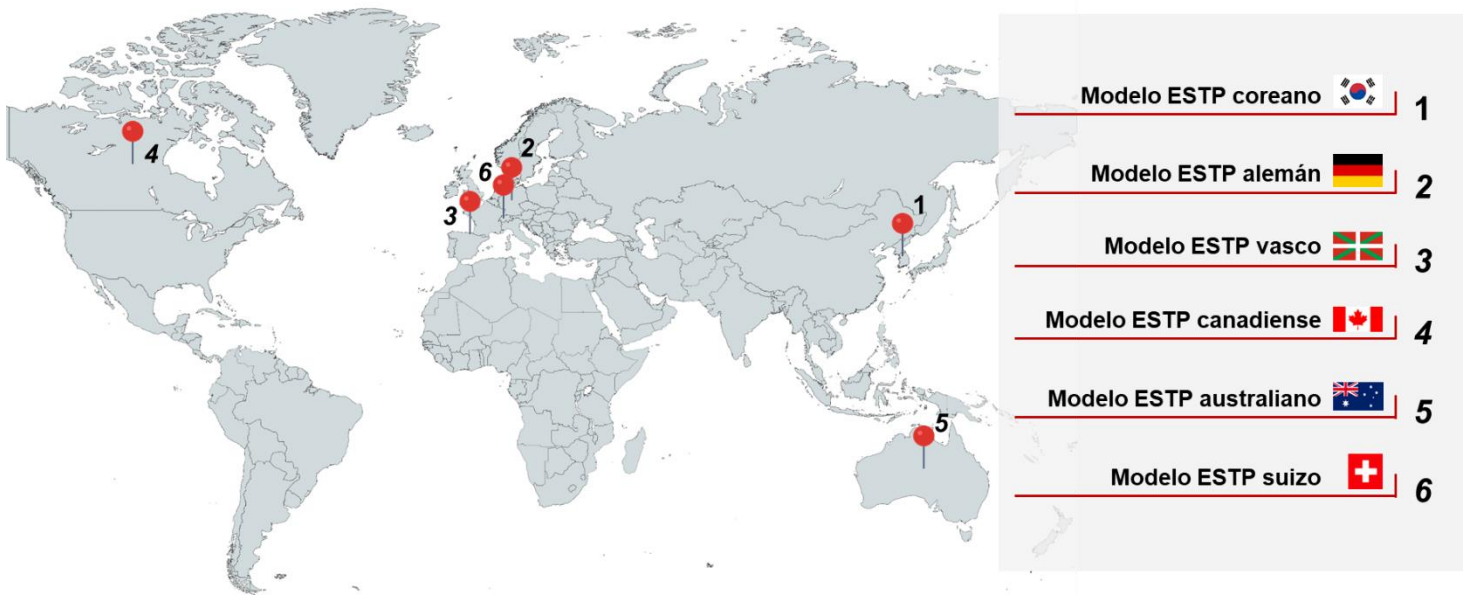 Modelo ESTP coreano 1
Modelo ESTP alemán 2
Modelo ESTP vasco 3
Modelo ESTP canadiense 4
Modelo ESTP australiano 5
Modelo ESTP suizo 6
4
2
6
3
1
5